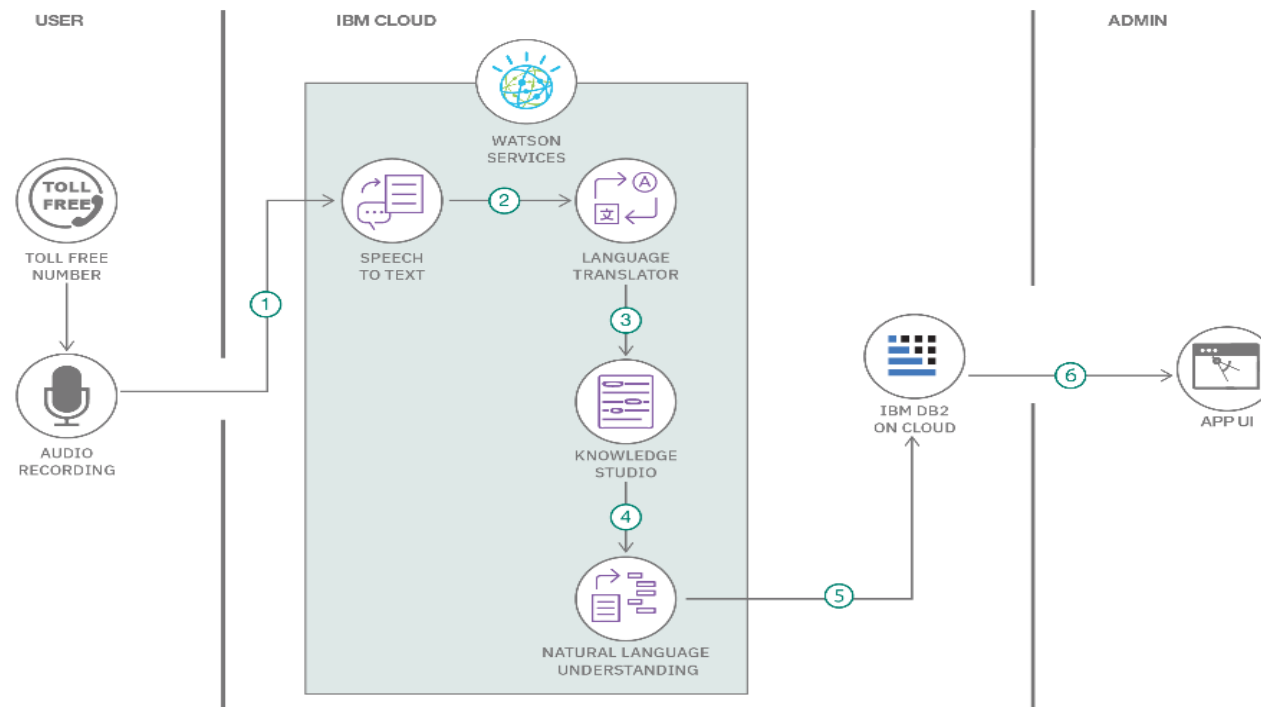 USER
IBM CLOUD
ADMIN
WATSON
SERVICES
TOLL
FREE
TOLL FREE
NUMBER
SPEECH
TO TEXT
2
A
文
LANGUAGE
TRANSLATOR
1
3
AUDIO
RECORDING
KNOWLEDGE
STUDIO
4
NATURAL LANGUAGE
UNDERSTANDING
5
IBM DB2
ON CLOUD
6
APP UI